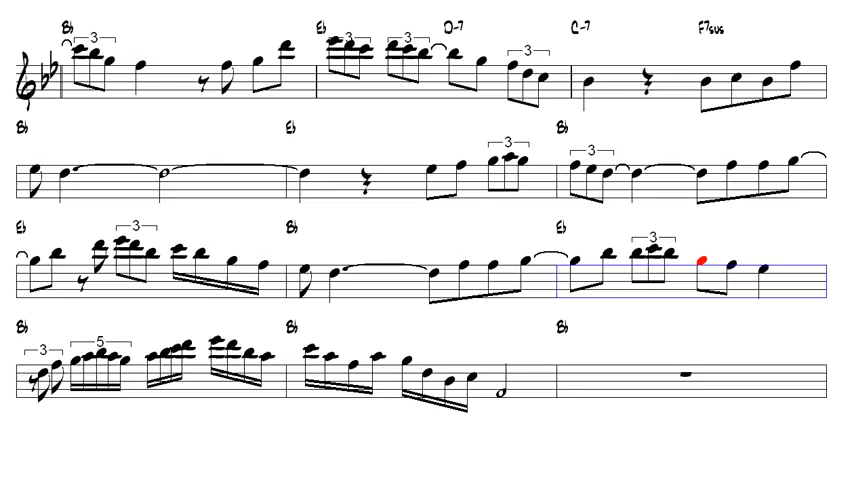 B♭ E♭ D-7 C-7 F7sus
3 3 3 3
B♭ E♭ B♭
3 3
E♭ B♭ E♭
3 3
B♭ B♭ B♭
3 5